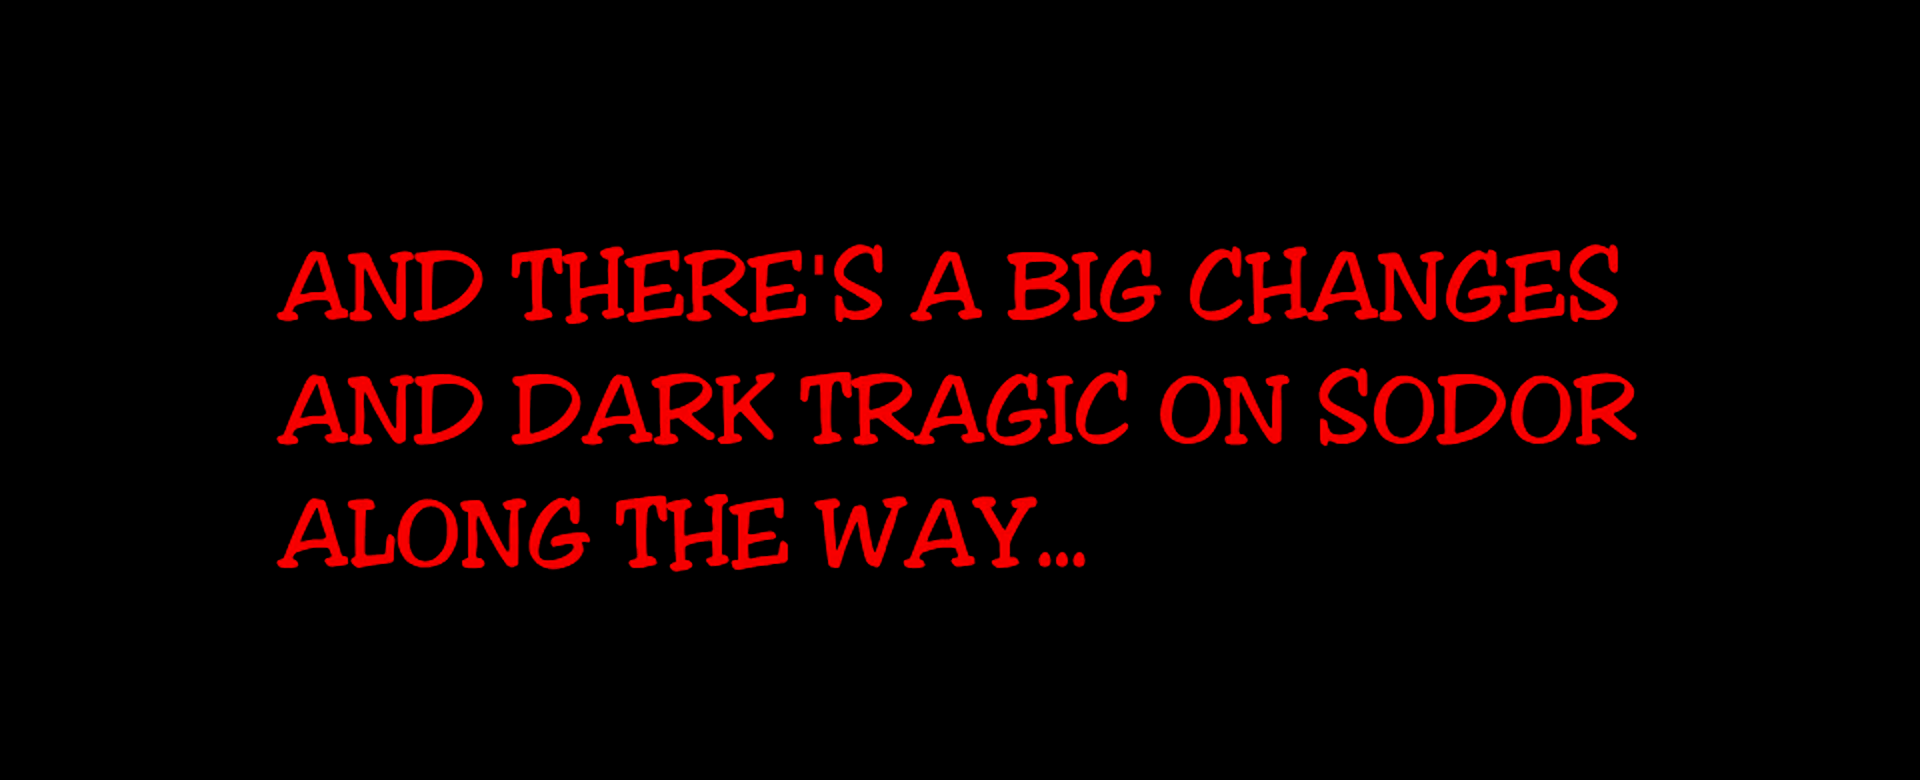 AND THERE'S A BIG CHANGES
AND DARK TRAGIC ON SODOR
ALONG THE WAY...